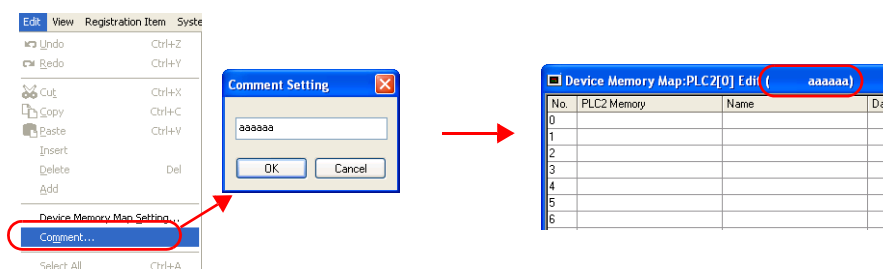 Edit View Registration Item Syste
Undo Ctrl+Z
Redo Ctrl+Y
Cut Ctrl+X
Copy Ctrl+C
Paste Ctrl+V
Insert
Delete Del
Add
Device Memory Map Setting...
Comment...
Select All Ctrl+A
Comment Setting
aaaaaa
OK Cancel
Device Memory Map:PLC2[0] Edit ( aaaaaa)
No. PLC2 Memory Name Da
0
1
2
3
4
5
6